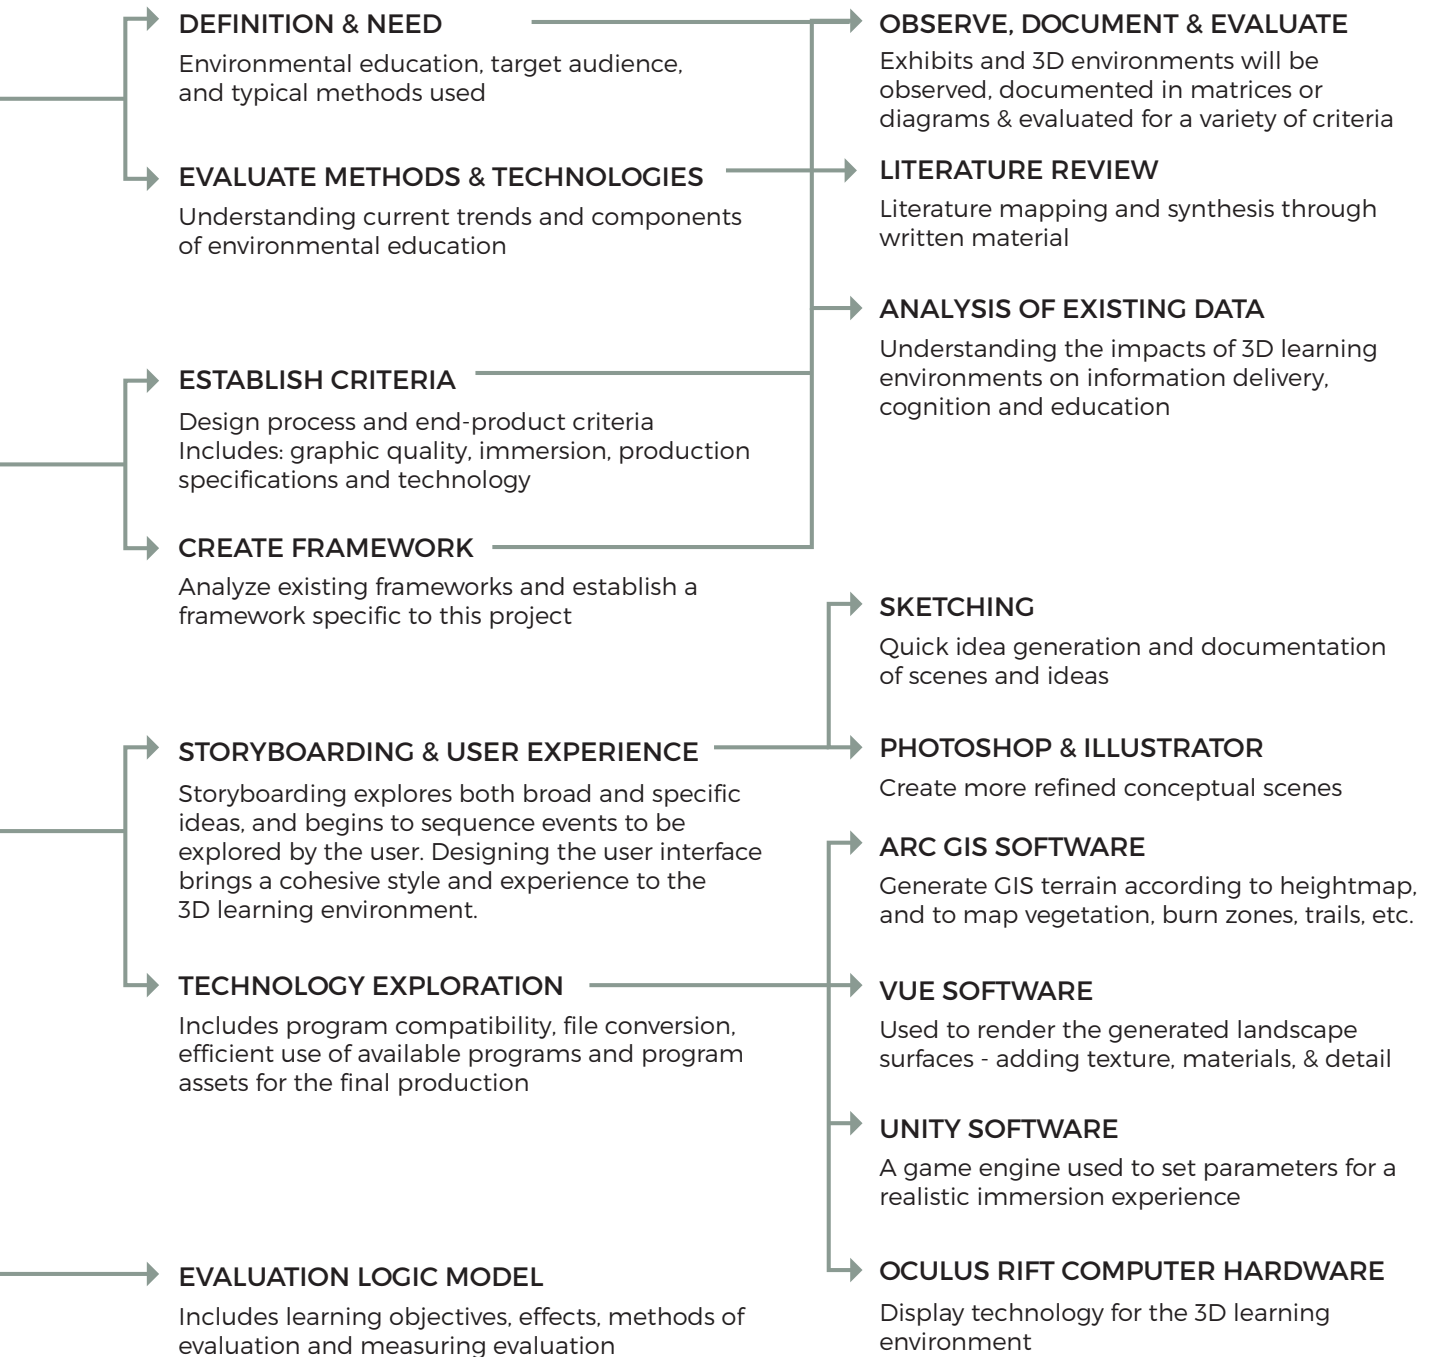 DEFINITION & NEED
Environmental education, target audience,
and typical methods used
EVALUATE METHODS & TECHNOLOGIES
Understanding current trends and components
of environmental education
ESTABLISH CRITERIA
Design process and end-product criteria
Includes: graphic quality, immersion, production
specifications and technology
CREATE FRAMEWORK
Analyze existing frameworks and establish a
framework specific to this project
STORYBOARDING & USER EXPERIENCE
Storyboarding explores both broad and specific
ideas, and begins to sequence events to be
explored by the user. Designing the user interface
brings a cohesive style and experience to the
3D learning environment.
TECHNOLOGY EXPLORATION
Includes program compatibility, file conversion,
efficient use of available programs and program
assets for the final production
EVALUATION LOGIC MODEL
Includes learning objectives, effects, methods of
evaluation and measuring evaluation
OBSERVE, DOCUMENT & EVALUATE
Exhibits and 3D environments will be
observed, documented in matrices or
diagrams & evaluated for a variety of criteria
LITERATURE REVIEW
Literature mapping and synthesis through
written material
ANALYSIS OF EXISTING DATA
Understanding the impacts of 3D learning
environments on information delivery,
cognition and education
SKETCHING
Quick idea generation and documentation
of scenes and ideas
PHOTOSHOP & ILLUSTRATOR
Create more refined conceptual scenes
ARC GIS SOFTWARE
Generate GIS terrain according to heightmap,
and to map vegetation, burn zones, trails, etc.
VUE SOFTWARE
Used to render the generated landscape
surfaces - adding texture, materials, & detail
UNITY SOFTWARE
A game engine used to set parameters for a
realistic immersion experience
OCULUS RIFT COMPUTER HARDWARE
Display technology for the 3D learning
environment